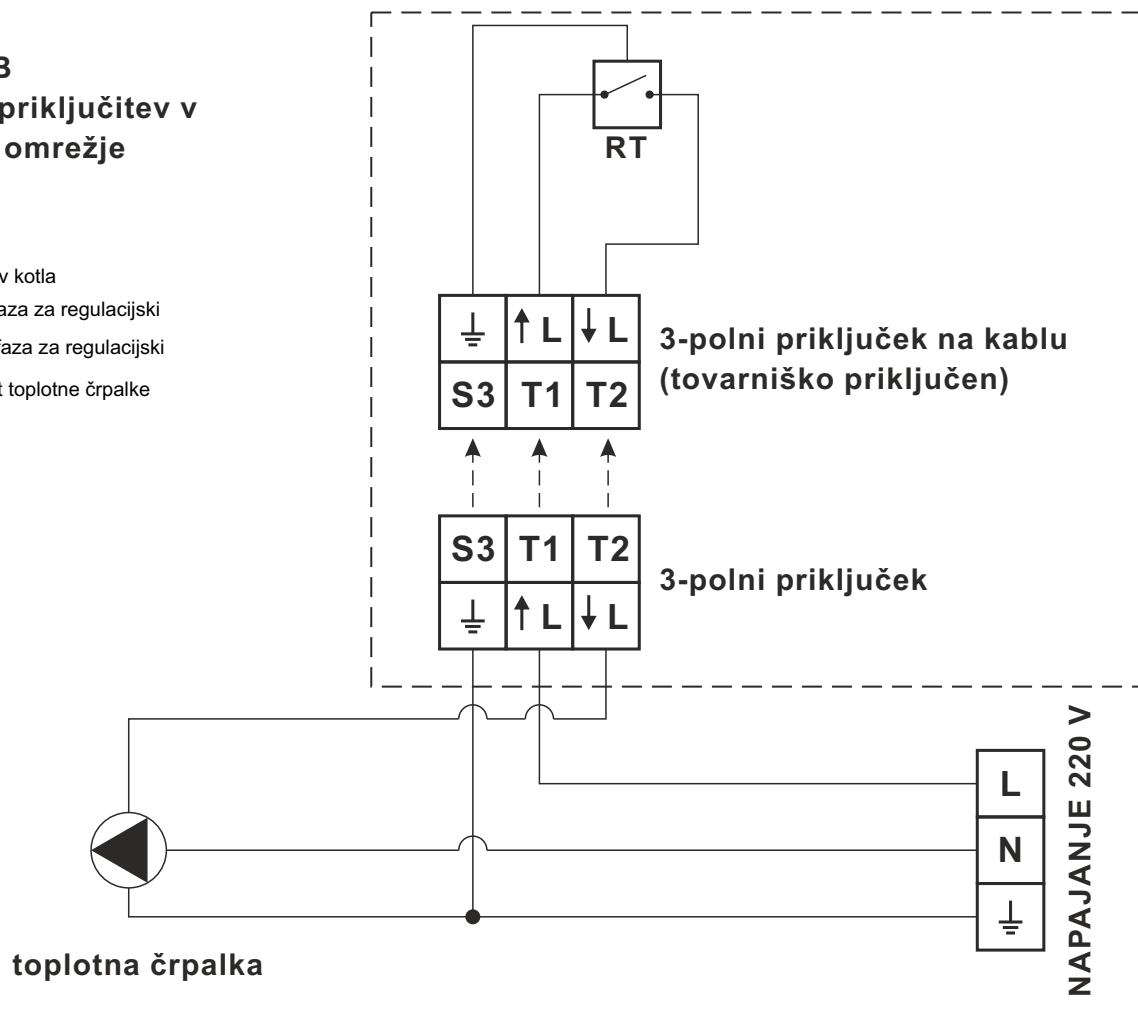 B
priključitev v
omrežje
v kotla
aza za regulacijski
faza za regulacijski
t toplotne črpalke
RT
L L
S3 T1 T2
3-polni priključek na kablu
(tovarniško priključen)
S3 T1 T2
L L
3-polni priključek
L
N
NAPAJANJE 220 V
toplotna črpalka